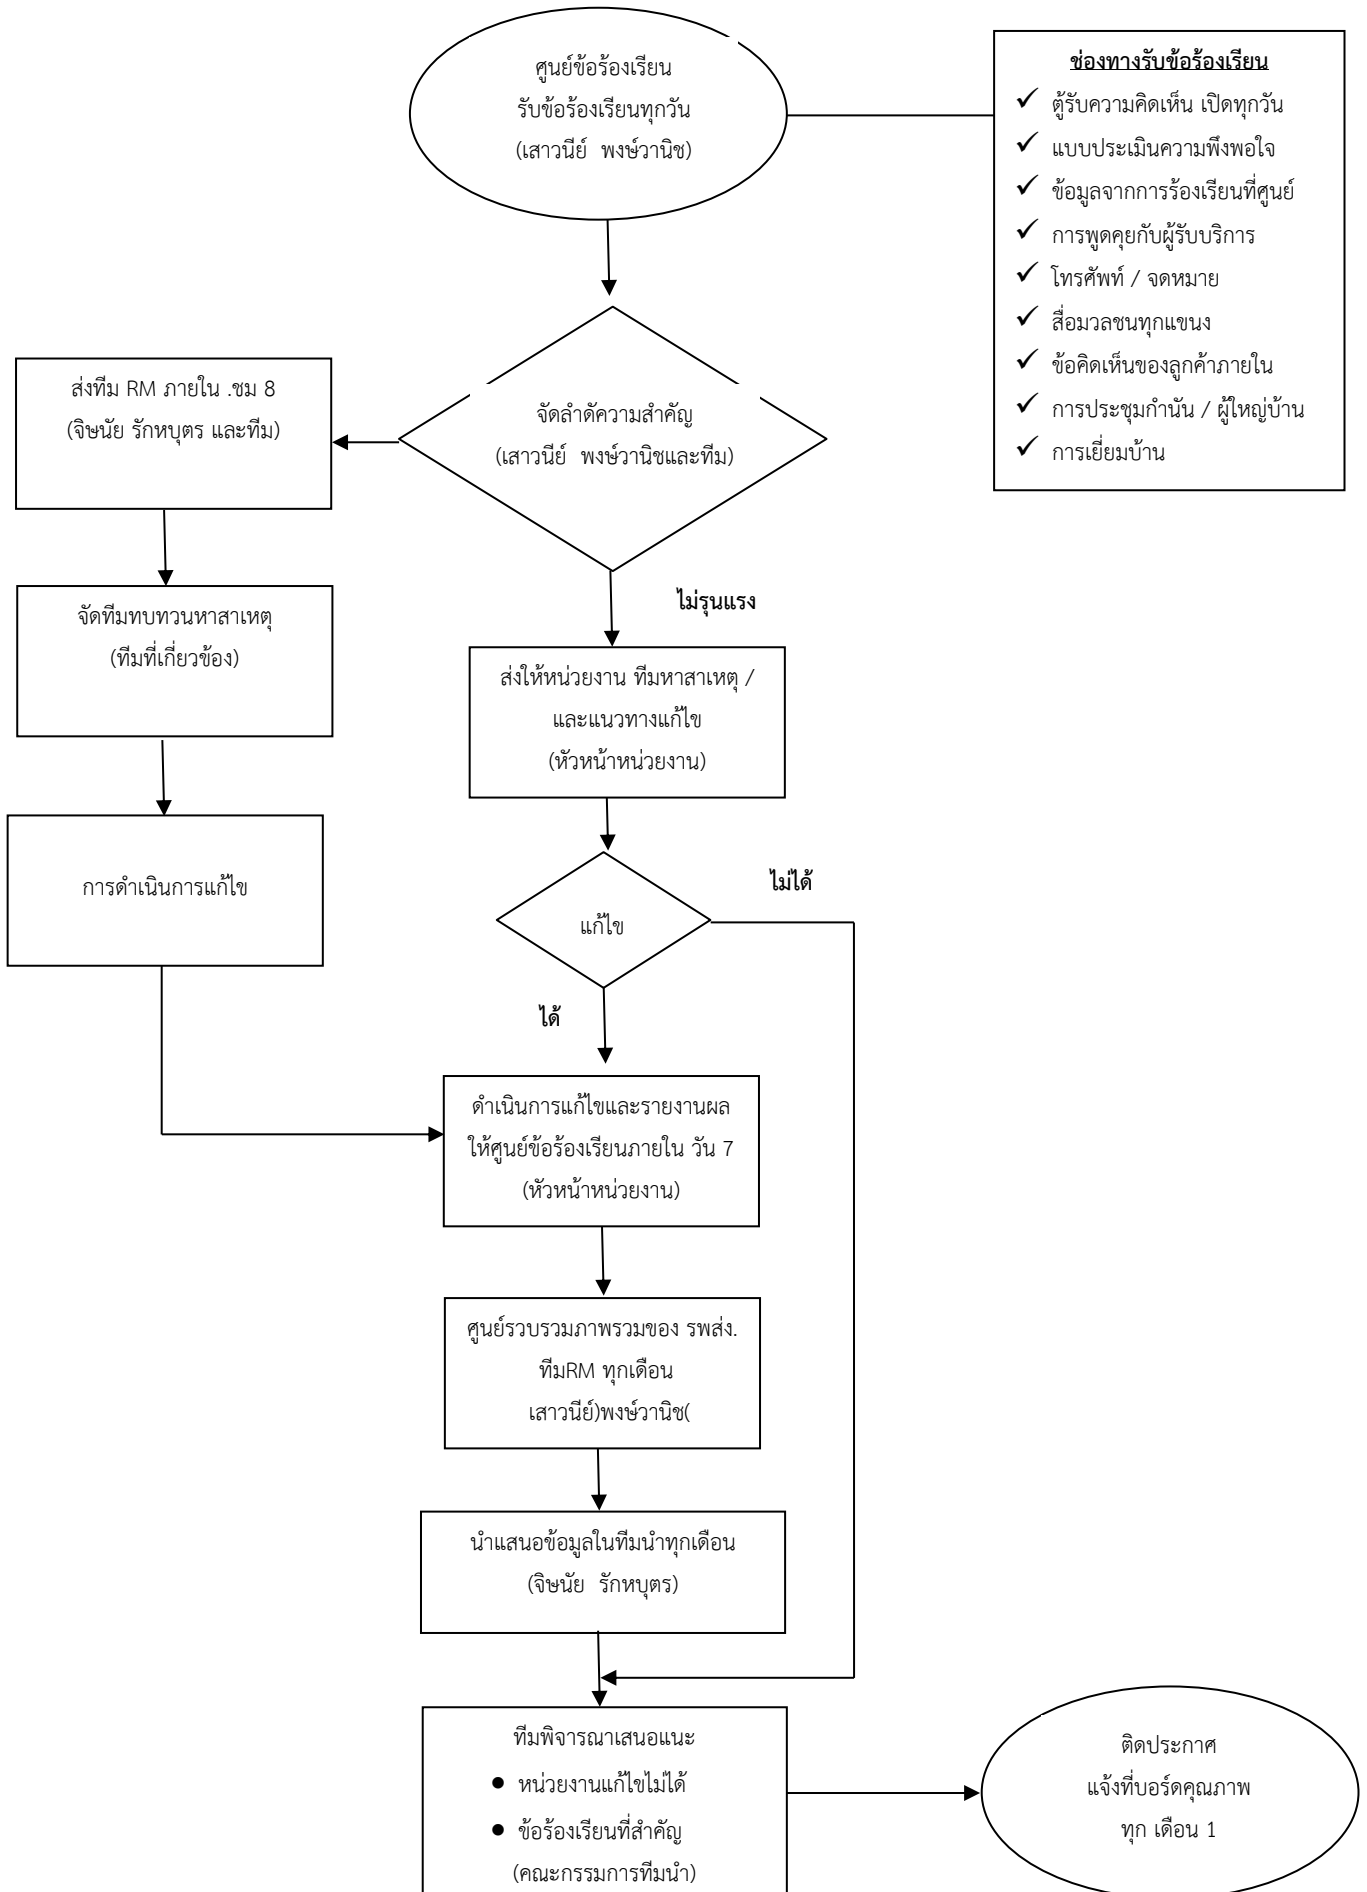 ศูนย์ข้อร้องเรียน
รับข้อร้องเรียนทุกวัน
(เสาวนีย์ พงษ์วานิช)
ช่องทางรับข้อร้องเรียน
✓ ตู้รับความคิดเห็น เปิดทุกวัน
✓ แบบประเมินความพึงพอใจ
✓ ข้อมูลจากการร้องเรียนที่ศูนย์
✓ การพูดคุยกับผู้รับบริการ
✓ โทรศัพท์ / จดหมาย
✓ สื่อมวลชนทุกแขนง
✓ ข้อคิดเห็นของลูกค้าภายใน
✓ การประชุมกำนัน / ผู้ใหญ่บ้าน
✓ การเยี่ยมบ้าน
จัดลำดัความสำคัญ
(เสาวนีย์ พงษ์วานิชและทีม)
ส่งทีม RM ภายใน .ชม 8
(จิษนัย รักหบุตร และทีม)
จัดทีมทบทวนหาสาเหตุ
(ทีมที่เกี่ยวข้อง)
การดำเนินการแก้ไข
ไม่รุนแรง
ส่งให้หน่วยงาน ทีมหาสาเหตุ /
และแนวทางแก้ไข
(หัวหน้าหน่วยงาน)
แก้ไข
ไม่ได้
ได้
ดำเนินการแก้ไขและรายงานผล
ให้ศูนย์ข้อร้องเรียนภายใน วัน 7
(หัวหน้าหน่วยงาน)
ศูนย์รวบรวมภาพรวมของ รพส่ง.
ทีมRM ทุกเดือน
เสาวนีย์)พงษ์วานิช(
นำแสนอข้อมูลในทีมนำทุกเดือน
(จิษนัย รักหบุตร)
ทีมพิจารณาเสนอแนะ
● หน่วยงานแก้ไขไม่ได้
● ข้อร้องเรียนที่สำคัญ
(คณะกรรมการทีมนำ)
ติดประกาศ
แจ้งที่บอร์ดคุณภาพ
ทุก เดือน 1